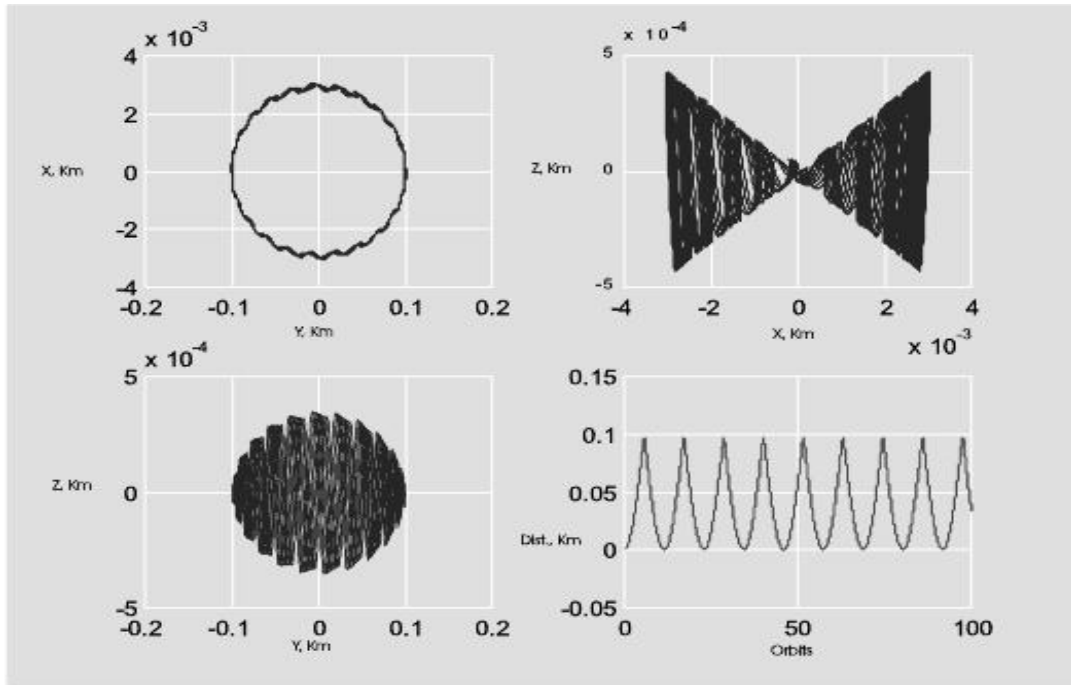 x 10⁻³
4
2
0
-2
-4
X, Km
-0.2 -0.1 0 0.1 0.2
Y, Km
x 10⁻⁴
5
0
-5
Z, Km
-4 -2 0 2 4
X, Km
x 10⁻³
x 10⁻⁴
5
0
-5
Z, Km
-0.2 -0.1 0 0.1 0.2
Y, Km
0.15
0.1
0.05
0
-0.05
Dist., Km
0 50 100
Orbits